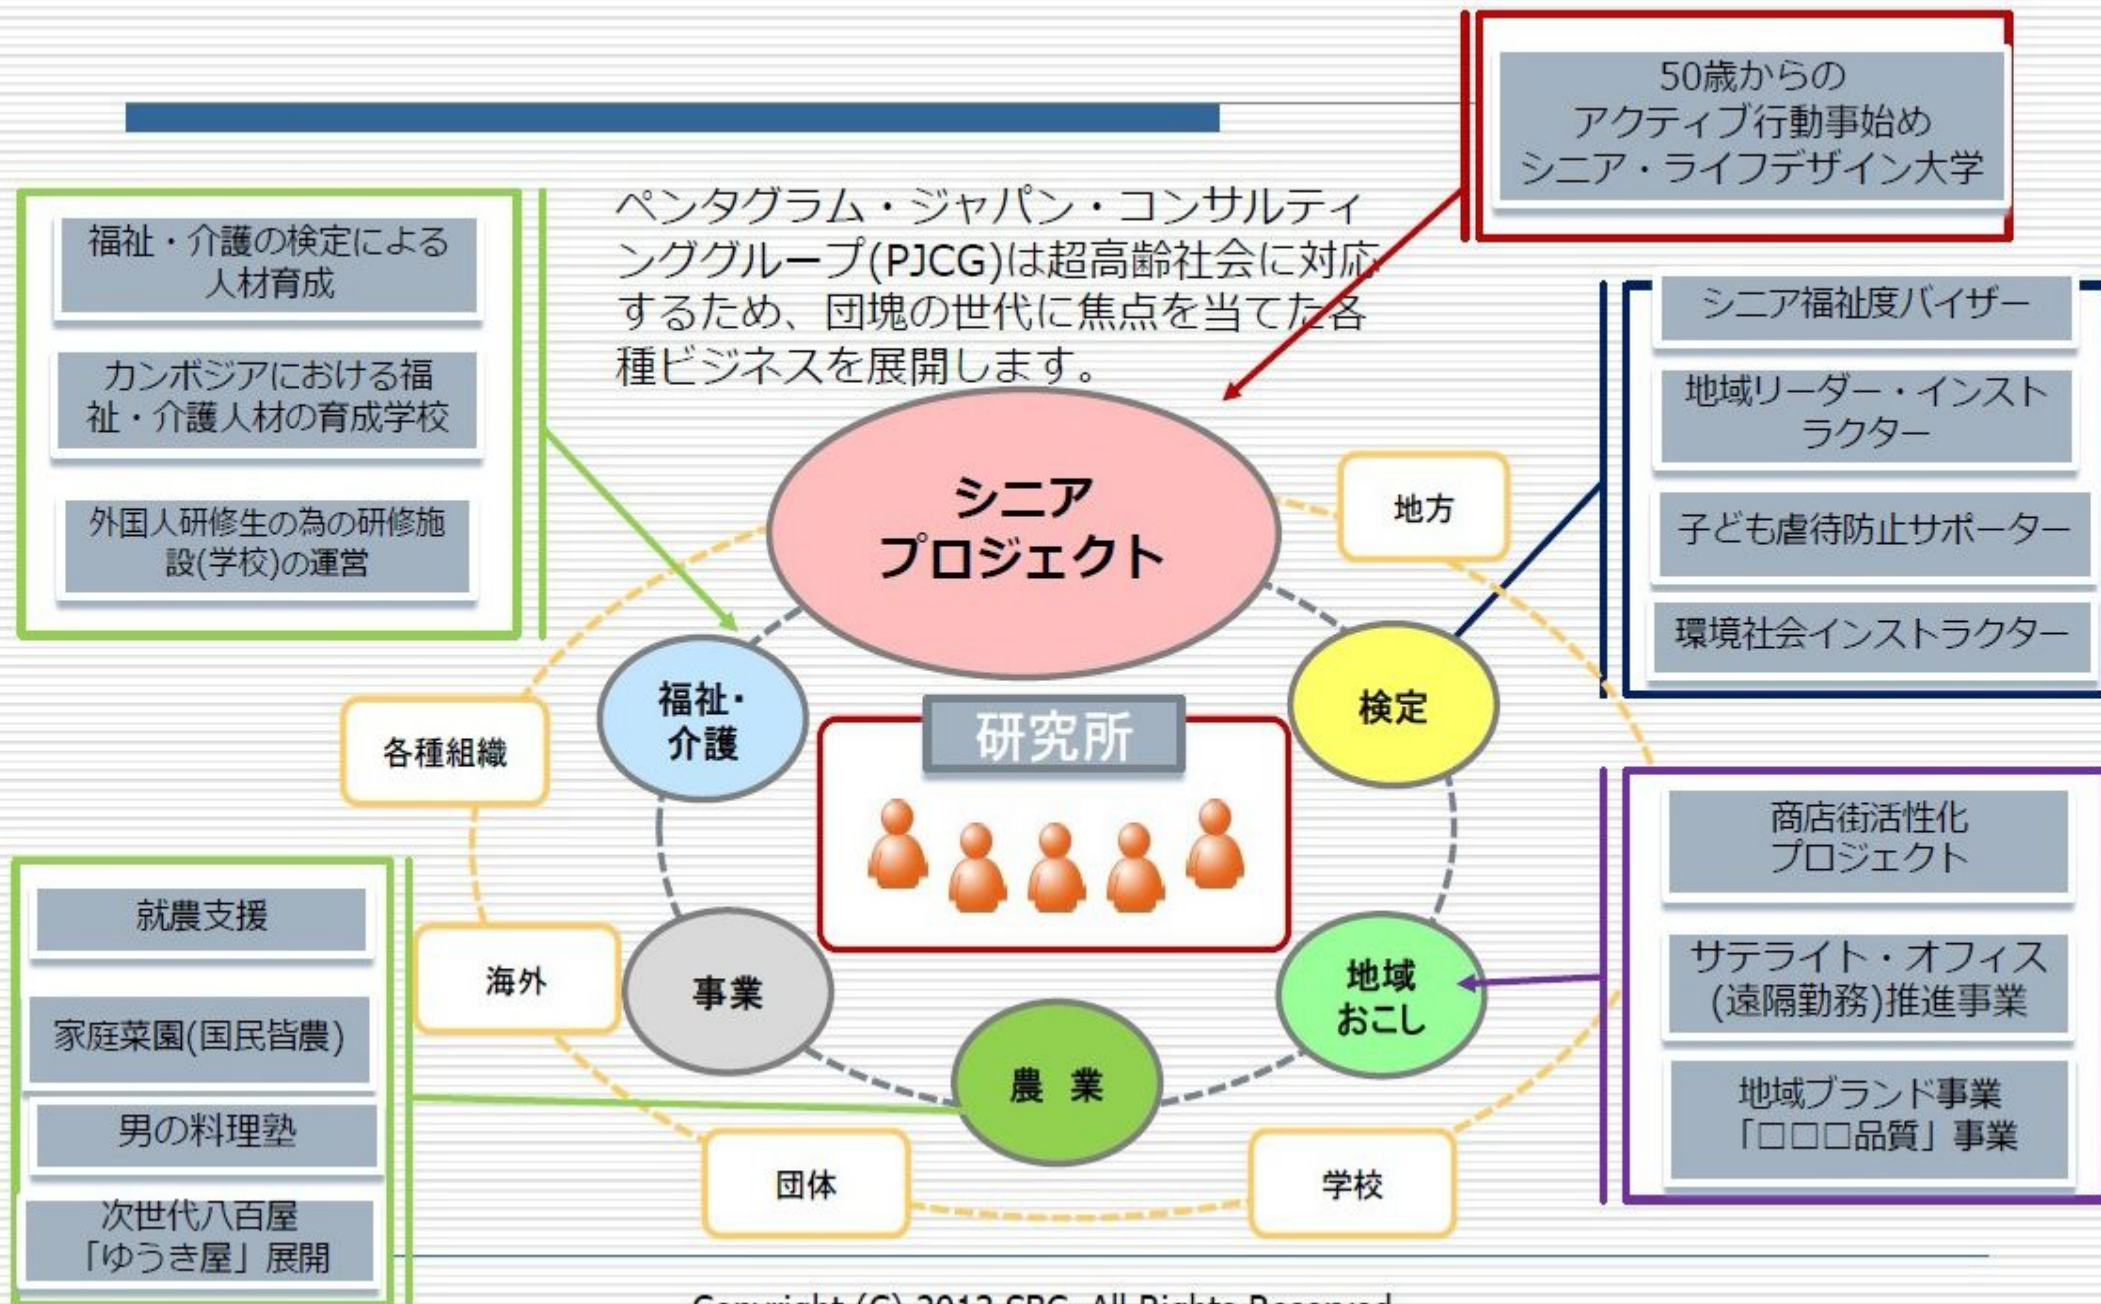 50歳からの
アクティブ行動事始め
シニア・ライフデザイン大学
ペンタグラム・ジャパン・コンサルティ
ンググループ(PJCG)は超高齢社会に対応
するため、団塊の世代に焦点を当てた各
種ビジネスを展開します。
福祉・介護の検定による
人材育成
カンボジアにおける福
祉・介護人材の育成学校
外国人研修生の為の研修施
設(学校)の運営
シニア福祉度バイザー
地域リーダー・インスト
ラクター
子ども虐待防止サポーター
環境社会インストラクター
シニア
プロジェクト
地方
福祉・
介護
検定
研究所
各種組織
商店街活性化
プロジェクト
サテライト・オフィス
(遠隔勤務)推進事業
地域ブランド事業
「□□□品質」事業
就農支援
家庭菜園(国民皆農)
男の料理塾
次世代八百屋
「ゆうき屋」展開
海外
事業
地域
おこし
農 業
団体
学校
Copyright (C) 2012 SBC. All Rights Reserved